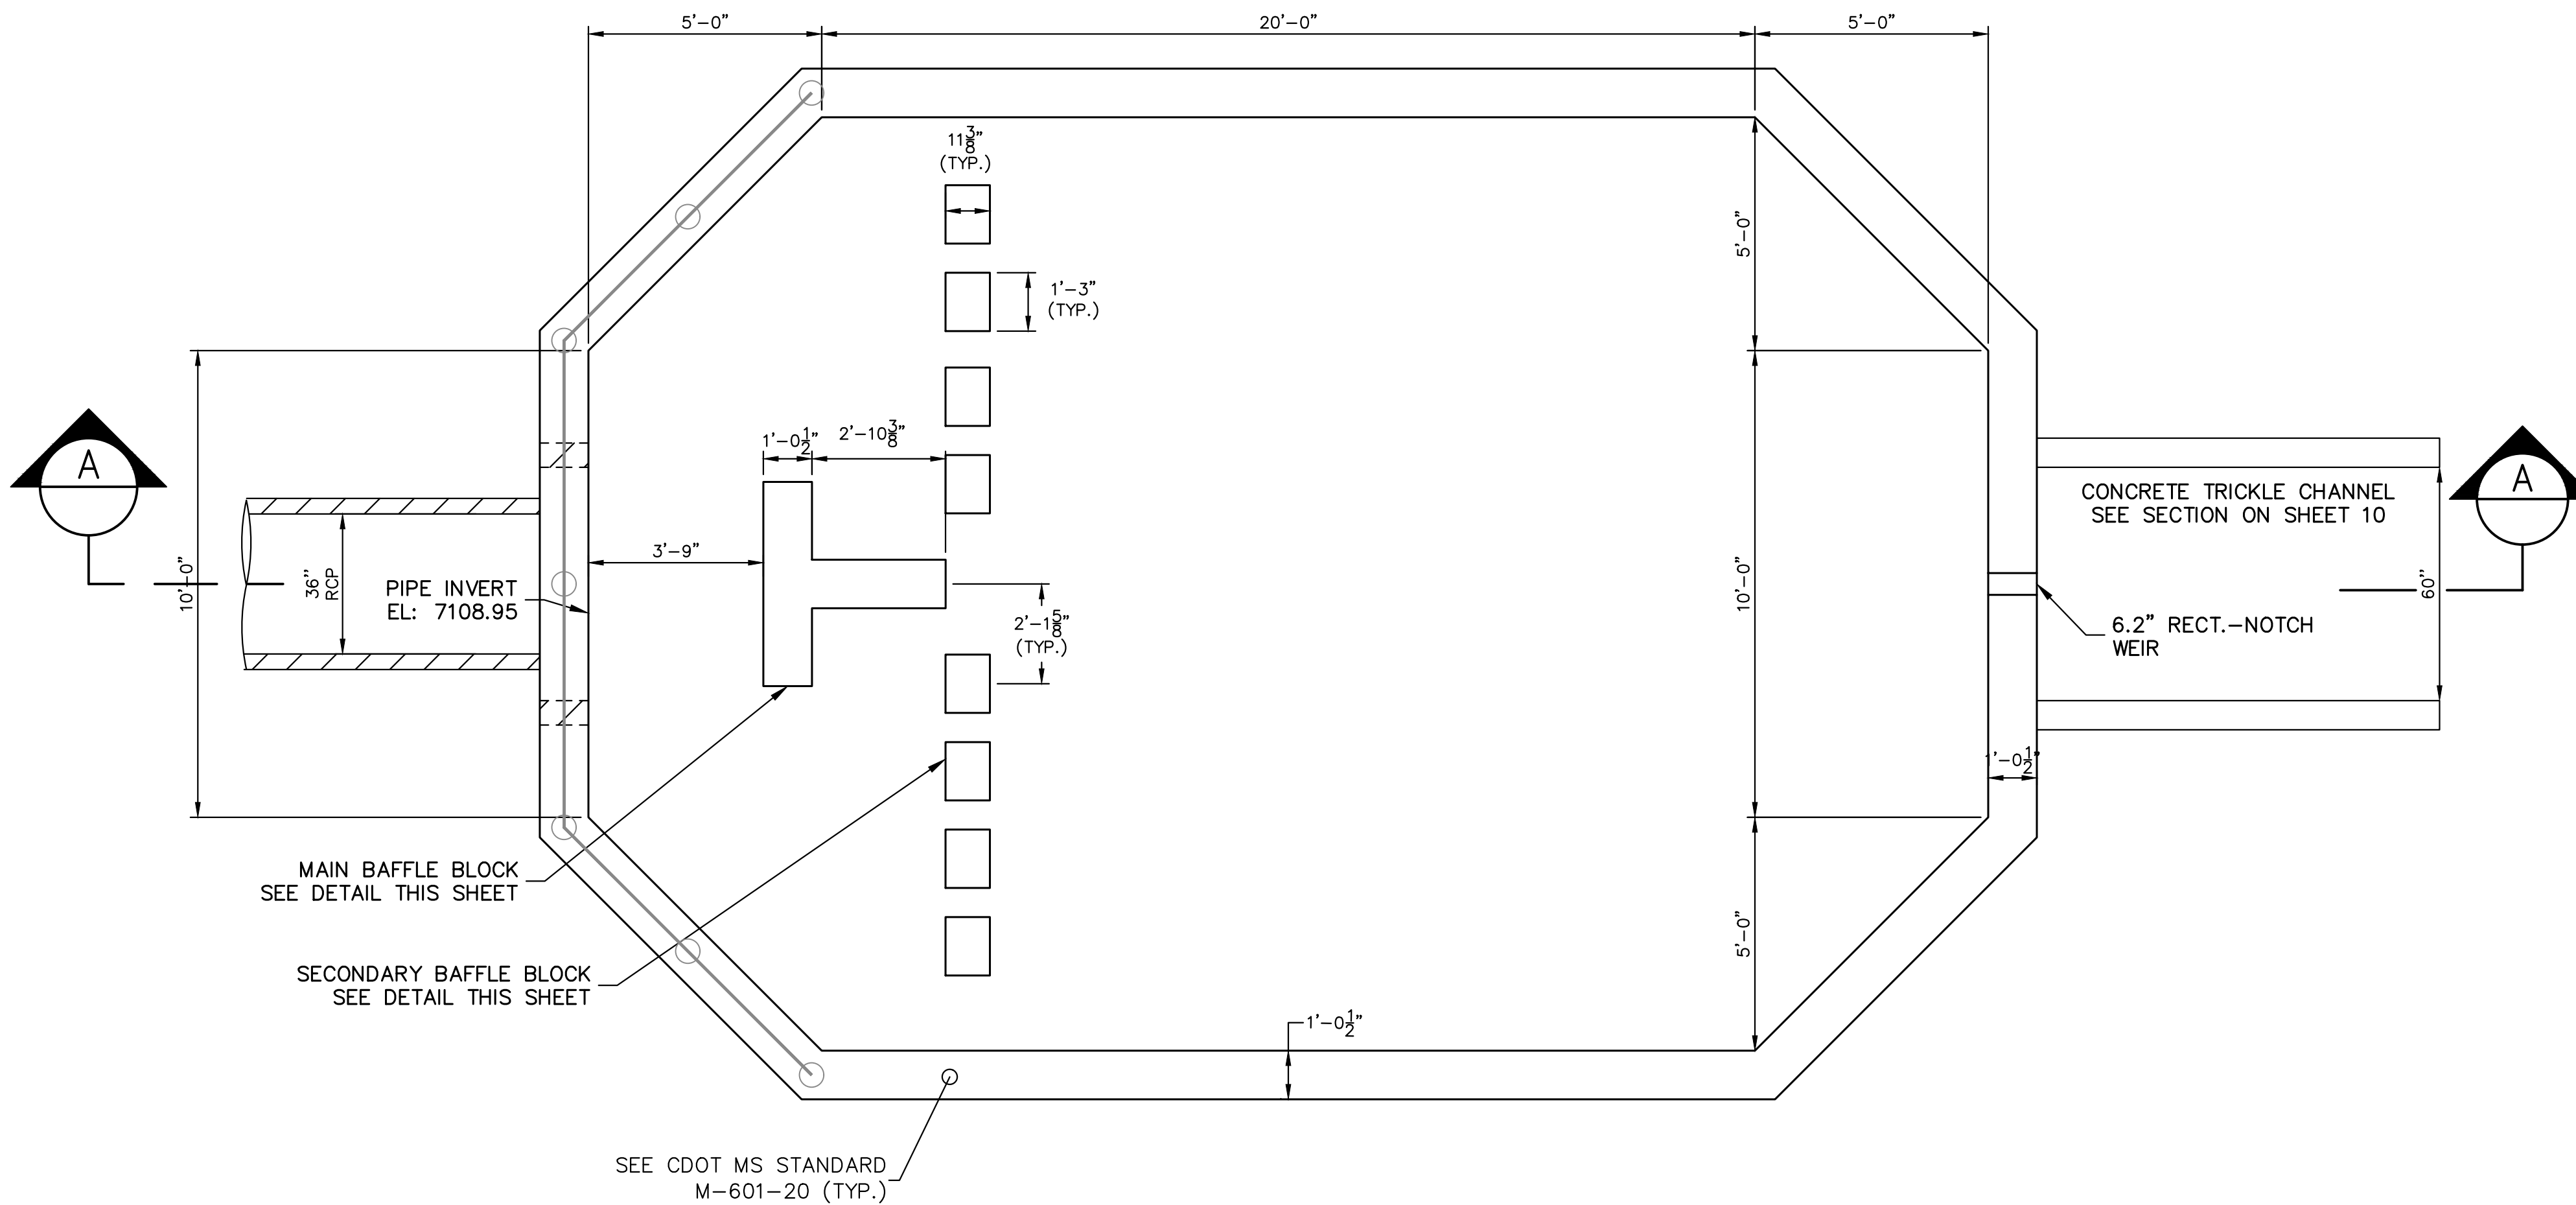 5'-0"
20'-0"
5'-0"
11 3/8"
(TYP.)
5'-0"
1'-3"
(TYP.)
1'-0 1/2"
2'-10 3/8"
A
A
CONCRETE TRICKLE CHANNEL
SEE SECTION ON SHEET 10
3'-9"
10'-0"
36"
RCP
PIPE INVERT
EL: 7108.95
10'-0"
60"
2'-1 5/8"
(TYP.)
6.2" RECT.-NOTCH
WEIR
1'-0 1/2"
MAIN BAFFLE BLOCK
SEE DETAIL THIS SHEET
5'-0"
SECONDARY BAFFLE BLOCK
SEE DETAIL THIS SHEET
1'-0 1/2"
SEE CDOT MS STANDARD
M-601-20 (TYP.)